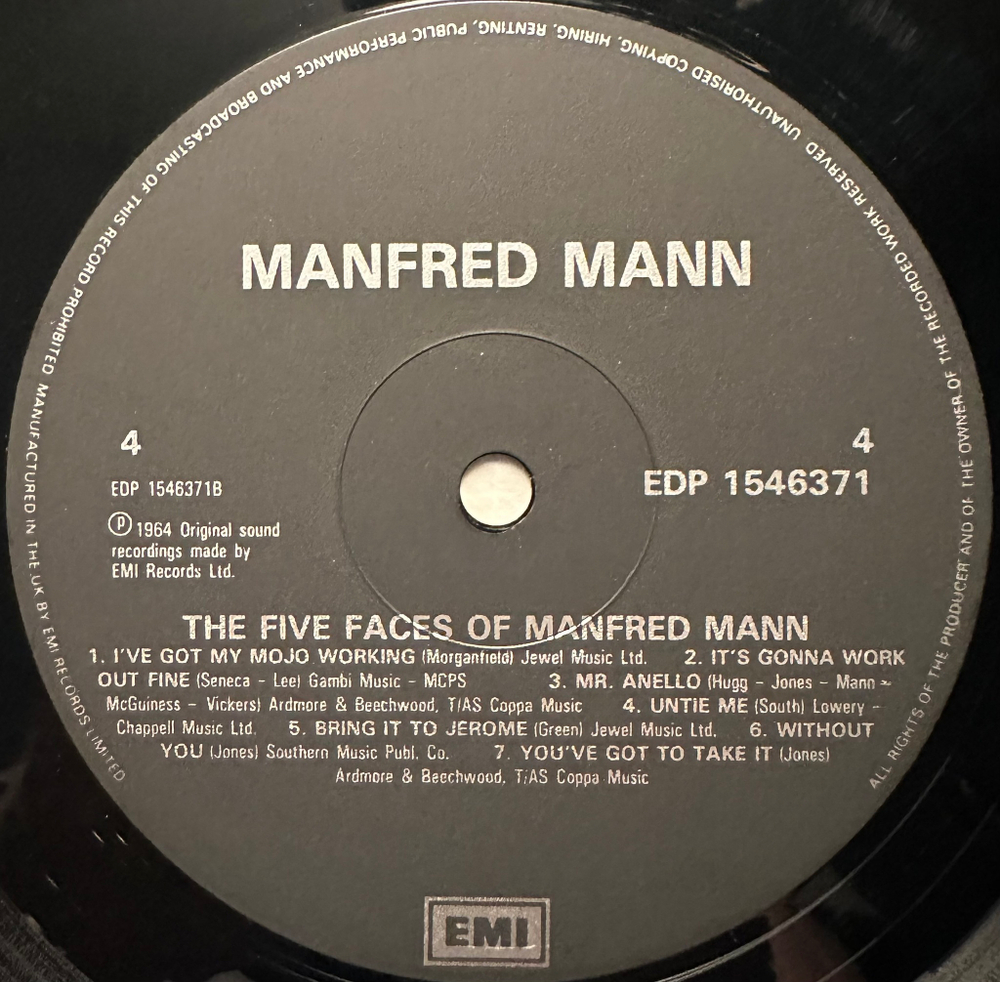 MANFRED MANN
4
EDP 1546371B
Ⓟ 1964 Original sound
recordings made by
EMI Records Ltd.
4
EDP 1546371
THE FIVE FACES OF MANFRED MANN
1. I'VE GOT MY MOJO WORKING (Morganfield) Jewel Music Ltd. 2. IT'S GONNA WORK
OUT FINE (Seneca - Lee) Gambi Music - MCPS 3. MR. ANELLO (Hugg - Jones - Mann -
McGuiness - Vickers) Ardmore & Beechwood, T/AS Coppa Music 4. UNTIE ME (South) Lowery -
Chappell Music Ltd. 5. BRING IT TO JEROME (Green) Jewel Music Ltd. 6. WITHOUT
YOU (Jones) Southern Music Publ. Co. 7. YOU'VE GOT TO TAKE IT (Jones)
Ardmore & Beechwood, T/AS Coppa Music
EMI
ALL RIGHTS OF THE PRODUCER AND OF THE OWNER OF THE RECORDED WORK RESERVED UNAUTHORISED COPYING, HIRING, RENTING, PUBLIC PERFORMANCE AND BROADCASTING OF THIS RECORD PROHIBITED MANUFACTURED IN THE UK BY EMI RECORDS LIMITED